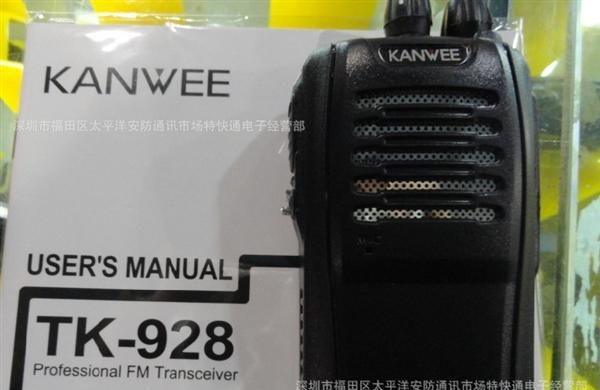 KANWEE
KANWEE
深圳市福田区太平洋安防通讯市场特快通电子经营部
MIC
USER'S MANUAL
TK-928
Professional FM Transceiver
深圳市福田区太平洋安防通讯市场特快通电子经营部